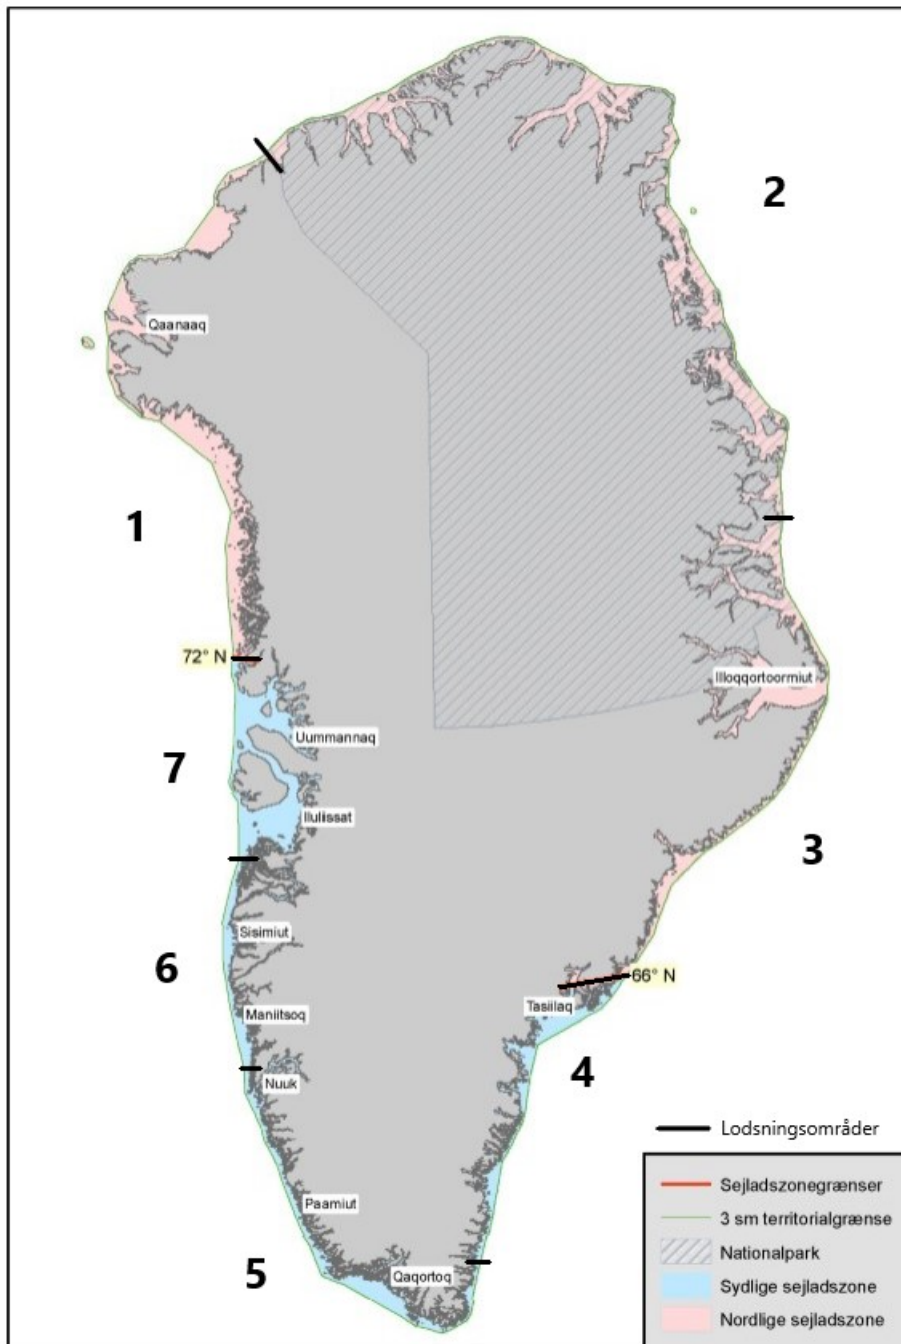 2
Qaanaaq
1
72° N
Illoqqortoormiut
Uummannaq
7
Ilulissat
3
Sisimiut
6
66° N
Maniitsoq
Tasiilaq
4
Nuuk
Paamiut
5
Qaqortoq
Lodsningsområder
Sejladszonegrænser
3 sm territorialgrænse
Nationalpark
Sydlige sejladszone
Nordlige sejladszone